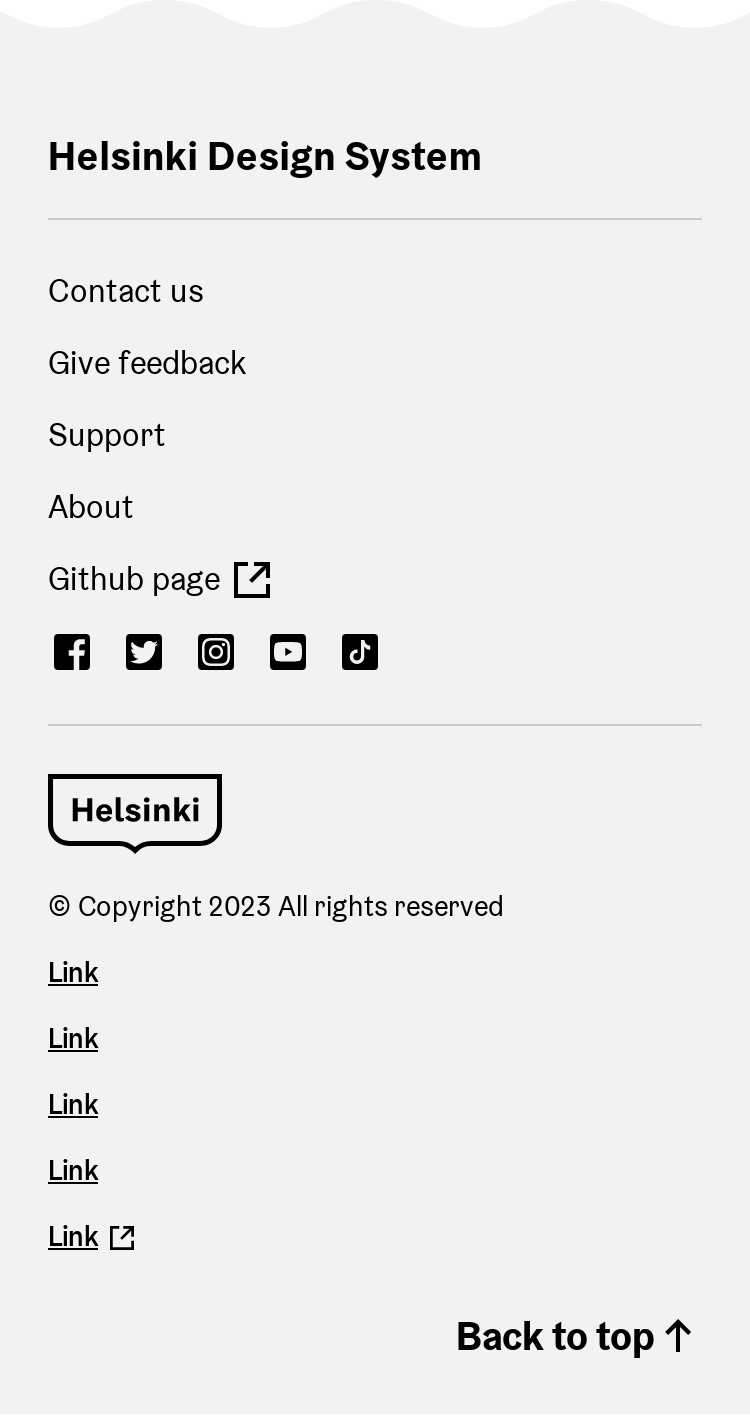 Helsinki Design System
Contact us
Give feedback
Support
About
Github page
Helsinki
© Copyright 2023 All rights reserved
Link
Link
Link
Link
Link
Back to top